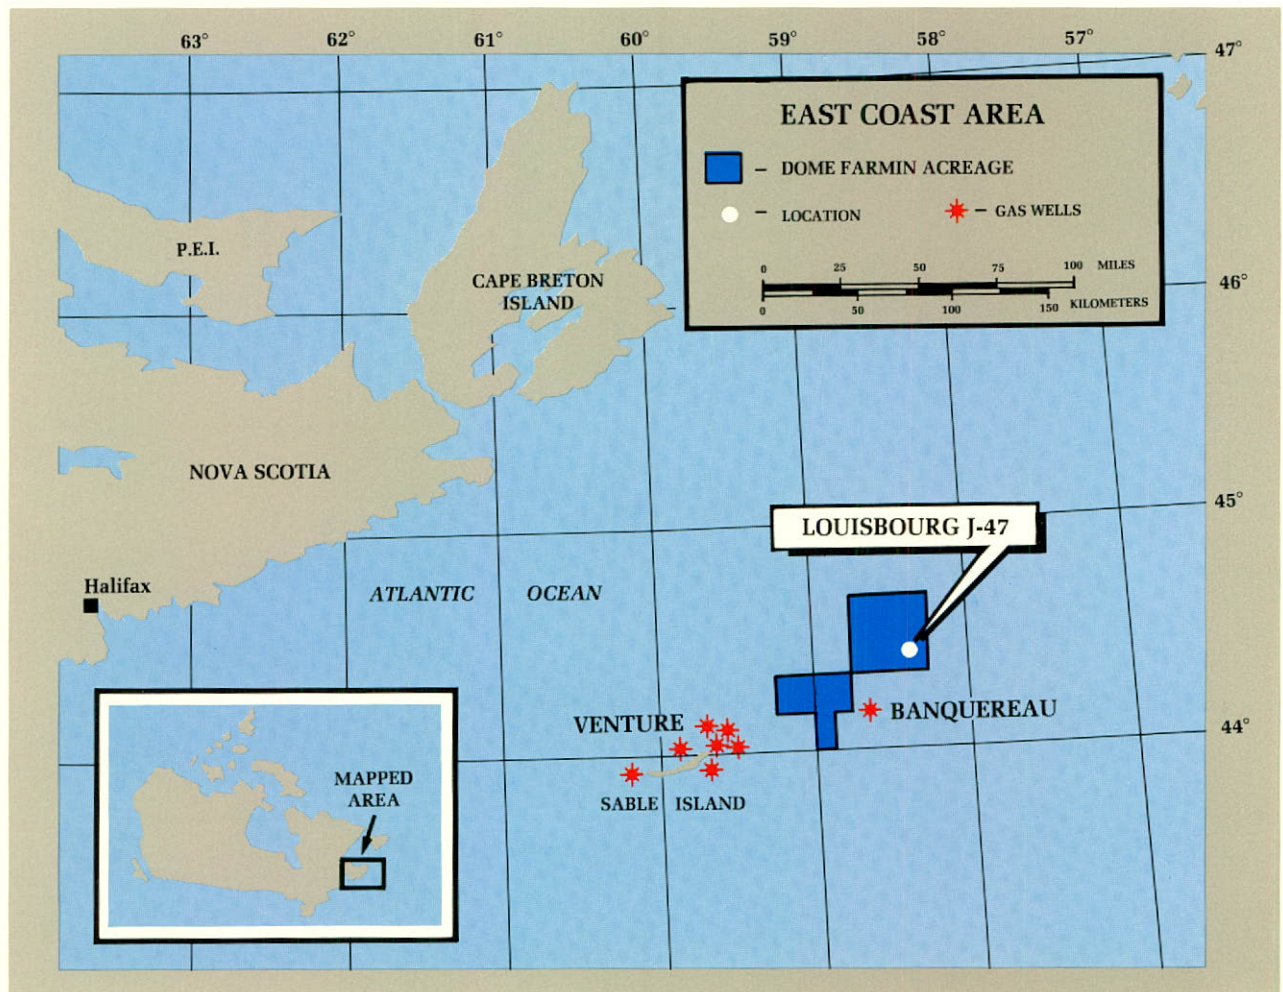 63° 62° 61° 60° 59° 58° 57°
47°
EAST COAST AREA
– DOME FARMIN ACREAGE
– LOCATION
– GAS WELLS
0 25 50 75 100 MILES
0 50 100 150 KILOMETERS
P.E.I.
CAPE BRETON
ISLAND
46°
NOVA SCOTIA
45°
LOUISBOURG J-47
Halifax
ATLANTIC OCEAN
VENTURE
BANQUEREAU
44°
SABLE ISLAND
MAPPED
AREA